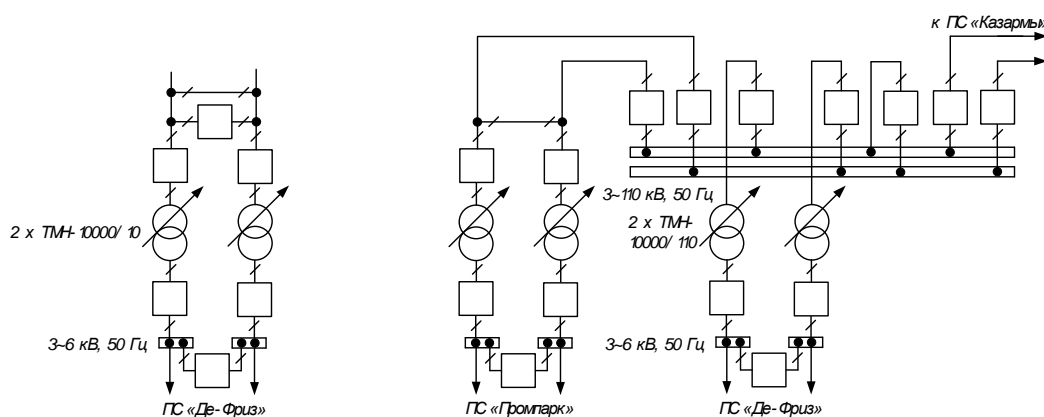 к ПС «Казармы»
3~110 кВ, 50 Гц
2 x ТМН-10000/10
2 x ТМН-
10000/110
3~6 кВ, 50 Гц
3~6 кВ, 50 Гц
ПС «Де-Фриз»
ПС «Промпарк»
ПС «Де-Фриз»